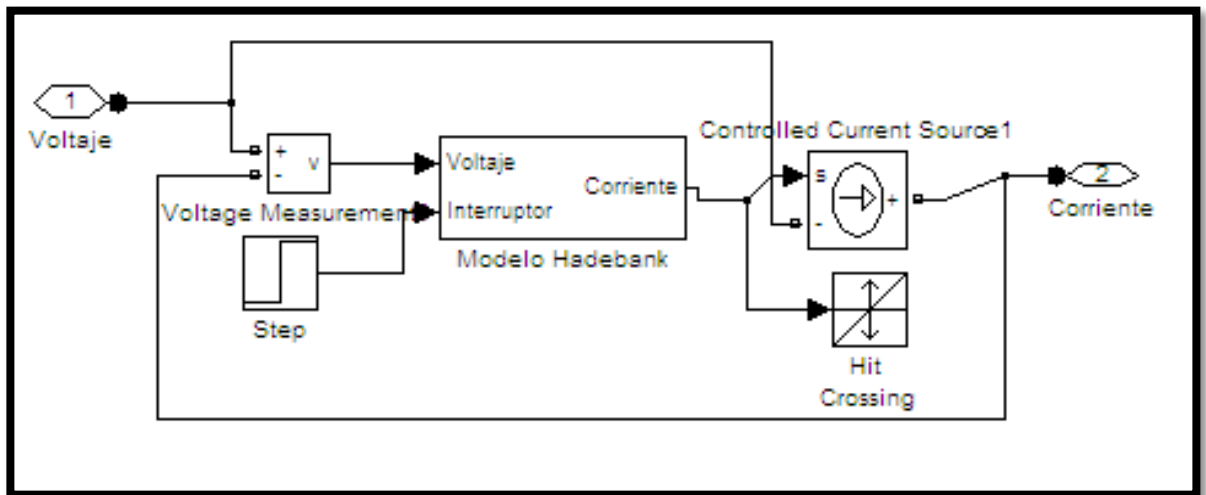 1
Voltaje
+
-
v
Voltage Measurement
Step
Voltaje
Interruptor
Corriente
Modelo Hadebank
Controlled Current Source1
s
-
+
Hit
Crossing
2
Corriente